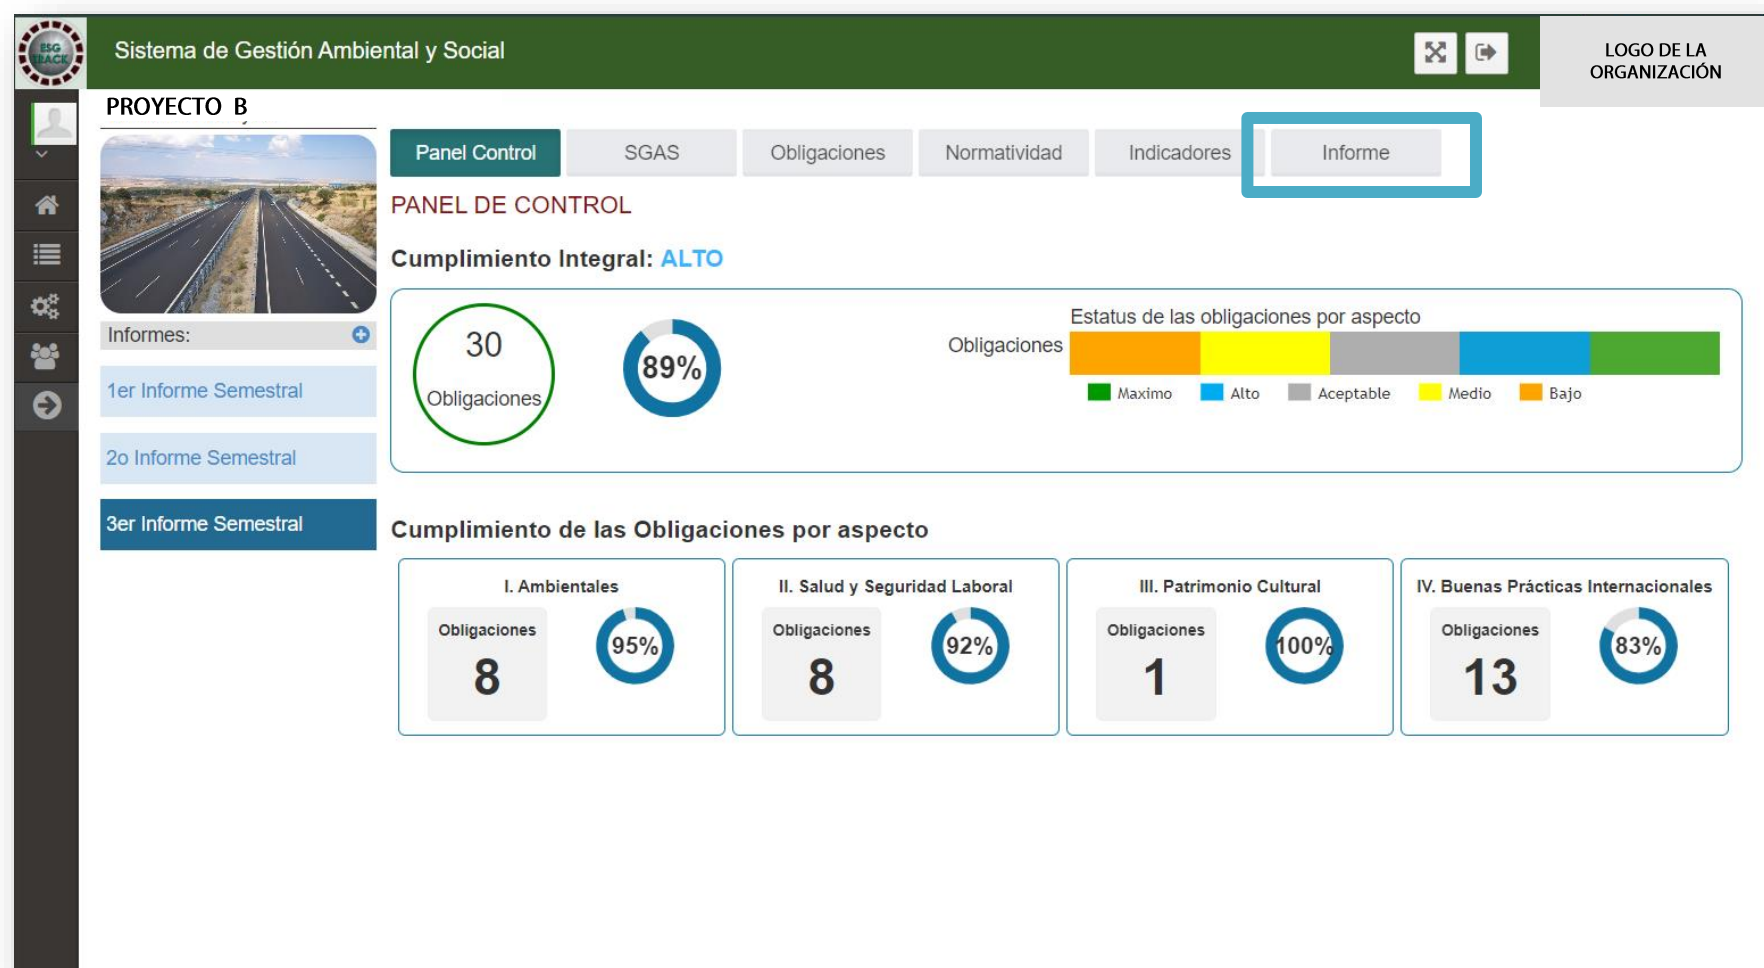 ESG
TRACK
Sistema de Gestión Ambiental y Social
LOGO DE LA
ORGANIZACIÓN
PROYECTO B
Panel Control
SGAS
Obligaciones
Normatividad
Indicadores
Informe
PANEL DE CONTROL
Cumplimiento Integral: ALTO
Informes:
1er Informe Semestral
2o Informe Semestral
3er Informe Semestral
30
Obligaciones
89%
Estatus de las obligaciones por aspecto
Obligaciones
Maximo
Alto
Aceptable
Medio
Bajo
Cumplimiento de las Obligaciones por aspecto
I. Ambientales
Obligaciones
8
95%
II. Salud y Seguridad Laboral
Obligaciones
8
92%
III. Patrimonio Cultural
Obligaciones
1
100%
IV. Buenas Prácticas Internacionales
Obligaciones
13
83%